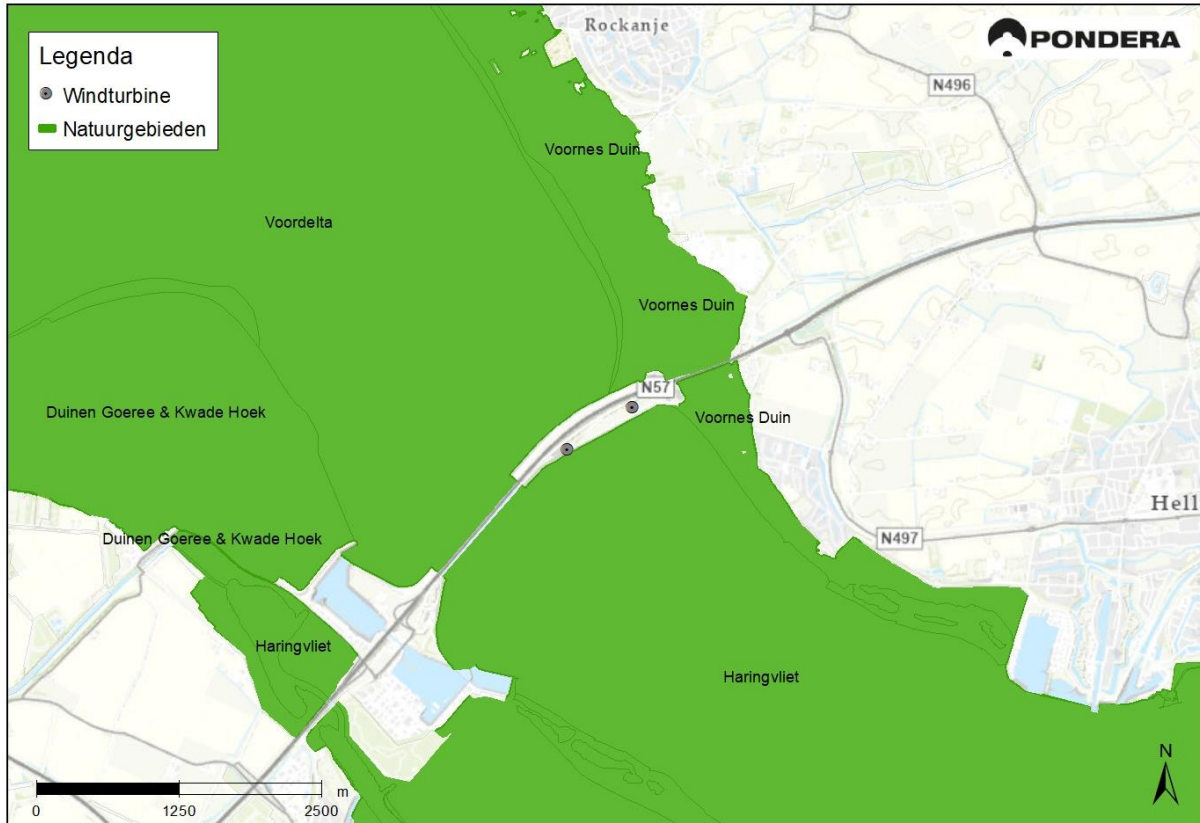 Rockanje
PONDERA
Legenda
Windturbine
Natuurgebieden
N496
Voornes Duin
Voordelta
Voornes Duin
N57
Duinen Goeree & Kwade Hoek
Voornes Duin
Hell
Duinen Goeree & Kwade Hoek
N497
Haringvliet
Haringvliet
N
m
0 1250 2500